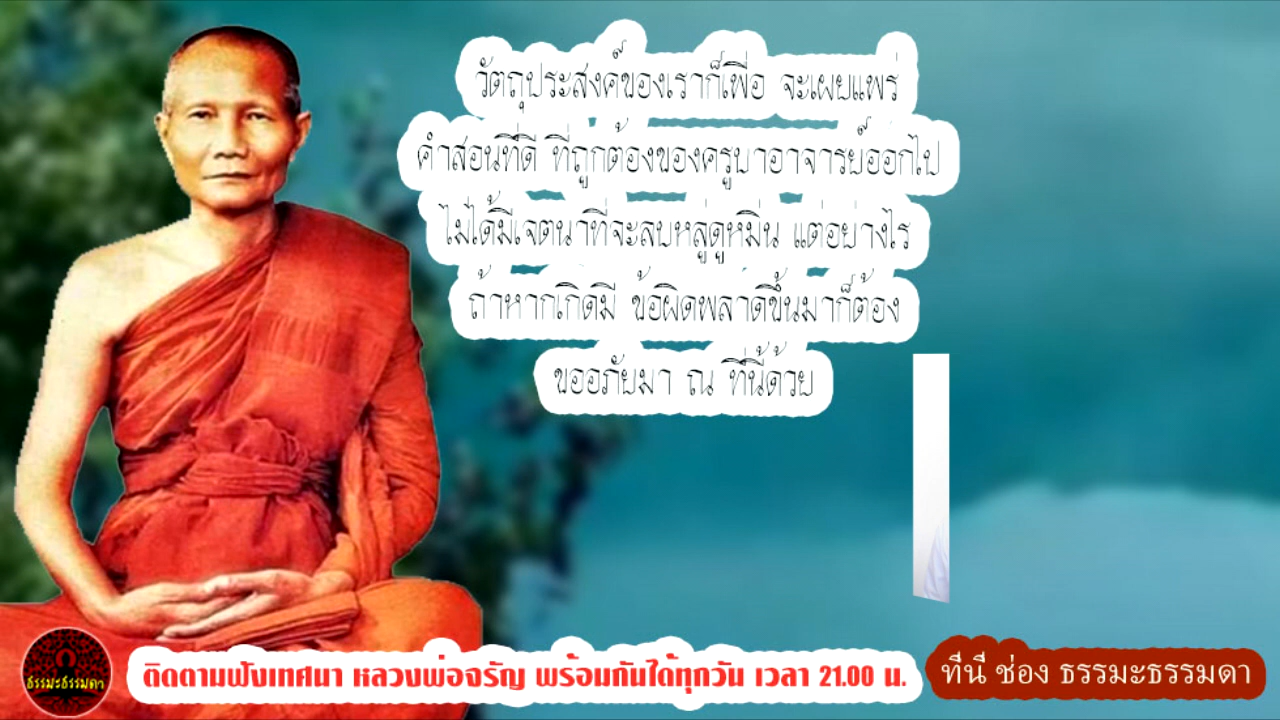 วัตถุประสงค์ของเราก็เพื่อ จะเผยแพร่
คำสอนที่ดี ที่ถูกต้องของครูบาอาจารย์ออกไป
ไม่ได้มีเจตนาที่จะลบหลู่ดูหมิ่น แต่อย่างไร
ถ้าหากเกิดมี ข้อผิดพลาดขึ้นมาก็ต้อง
ขออภัยมา ณ ที่นี้ด้วย
ธรรมะธรรมดา
ติดตามฟังเทศนา หลวงพ่อจรัญ พร้อมกันได้ทุกวัน เวลา 21.00 น.
ทีนี ช่อง ธรรมะธรรมดา